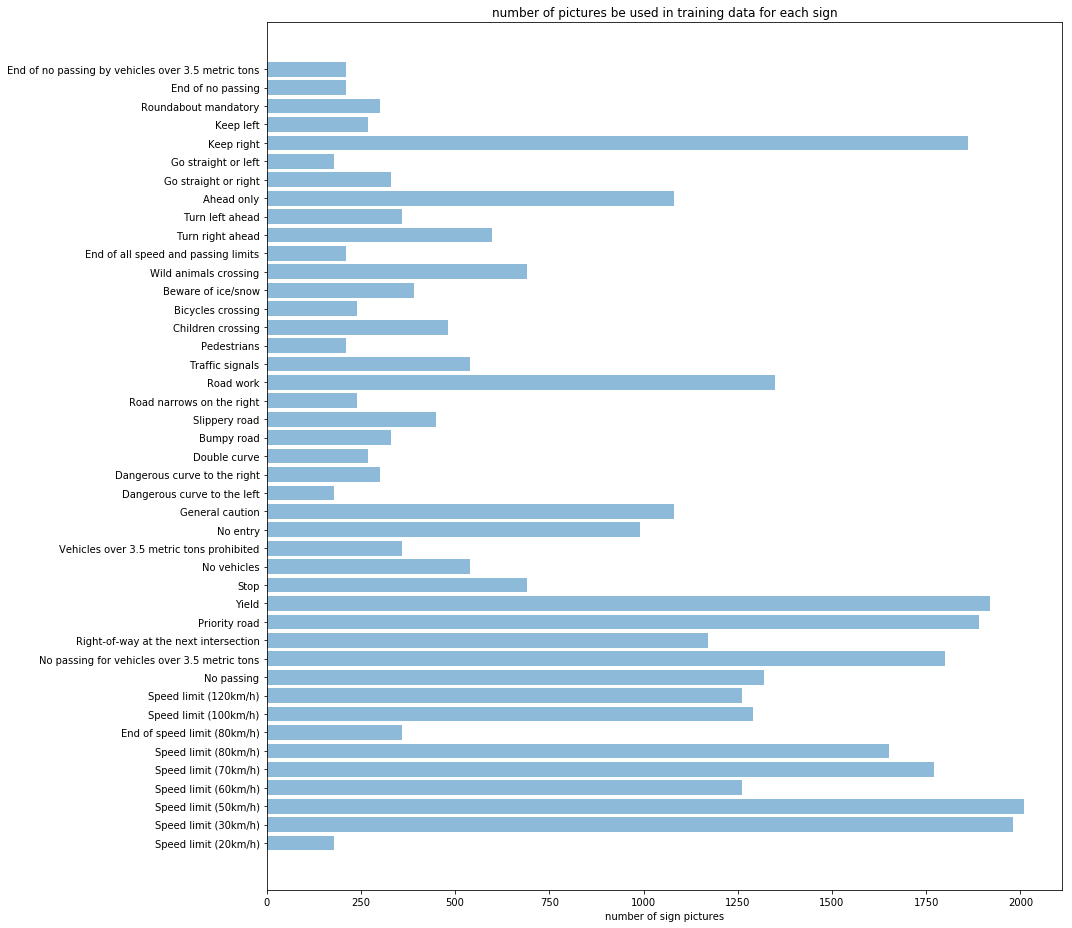 number of pictures be used in training data for each sign
End of no passing by vehicles over 3.5 metric tons
End of no passing
Roundabout mandatory
Keep left
Keep right
Go straight or left
Go straight or right
Ahead only
Turn left ahead
Turn right ahead
End of all speed and passing limits
Wild animals crossing
Beware of ice/snow
Bicycles crossing
Children crossing
Pedestrians
Traffic signals
Road work
Road narrows on the right
Slippery road
Bumpy road
Double curve
Dangerous curve to the right
Dangerous curve to the left
General caution
No entry
Vehicles over 3.5 metric tons prohibited
No vehicles
Stop
Yield
Priority road
Right-of-way at the next intersection
No passing for vehicles over 3.5 metric tons
No passing
Speed limit (120km/h)
Speed limit (100km/h)
End of speed limit (80km/h)
Speed limit (80km/h)
Speed limit (70km/h)
Speed limit (60km/h)
Speed limit (50km/h)
Speed limit (30km/h)
Speed limit (20km/h)
0 250 500 750 1000 1250 1500 1750 2000
number of sign pictures